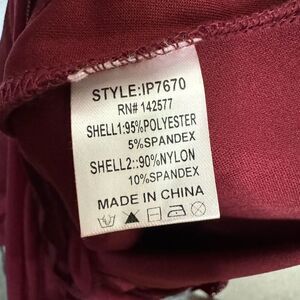 STYLE:IP7670
RN# 142577
SHELL1:95%POLYESTER
5%SPANDEX
SHELL2::90%NYLON
10%SPANDEX
MADE IN CHINA